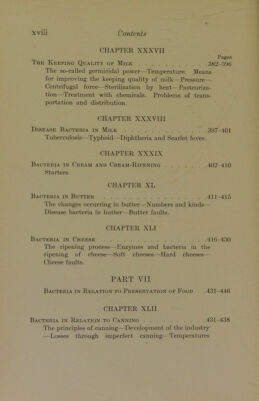 xviii Contents
CHAPTER XXXVII
Pages
The Keeping Quality of Milk . . . . . . . . . . 382–396
The so-called germicidal power—Temperature. Means
for improving the keeping quality of milk—Pressure—
Centrifugal force—Sterilization by heat—Pasteuriza-
tion—Treatment with chemicals. Problems of trans-
portation and distribution.
CHAPTER XXXVIII
Disease Bacteria in Milk . . . . . . . . . . 397–401
Tuberculosis—Typhoid—Diphtheria and Scarlet fever.
CHAPTER XXXIX
Bacteria in Cream and Cream-Ripening . . . . . . 402–410
Starters.
CHAPTER XL
Bacteria in Butter . . . . . . . . . . 411–415
The changes occurring in butter—Numbers and kinds—
Disease bacteria in butter—Butter faults.
CHAPTER XLI
Bacteria in Cheese . . . . . . . . . . 416–430
The ripening process—Enzymes and bacteria in the
ripening of cheese—Soft cheeses—Hard cheeses—
Cheese faults.
PART VII
Bacteria in Relation to Preservation of Food . . 431–446
CHAPTER XLII
Bacteria in Relation to Canning . . . . . . . . 431–438
The principles of canning—Development of the industry
—Losses through imperfect canning—Temperatures